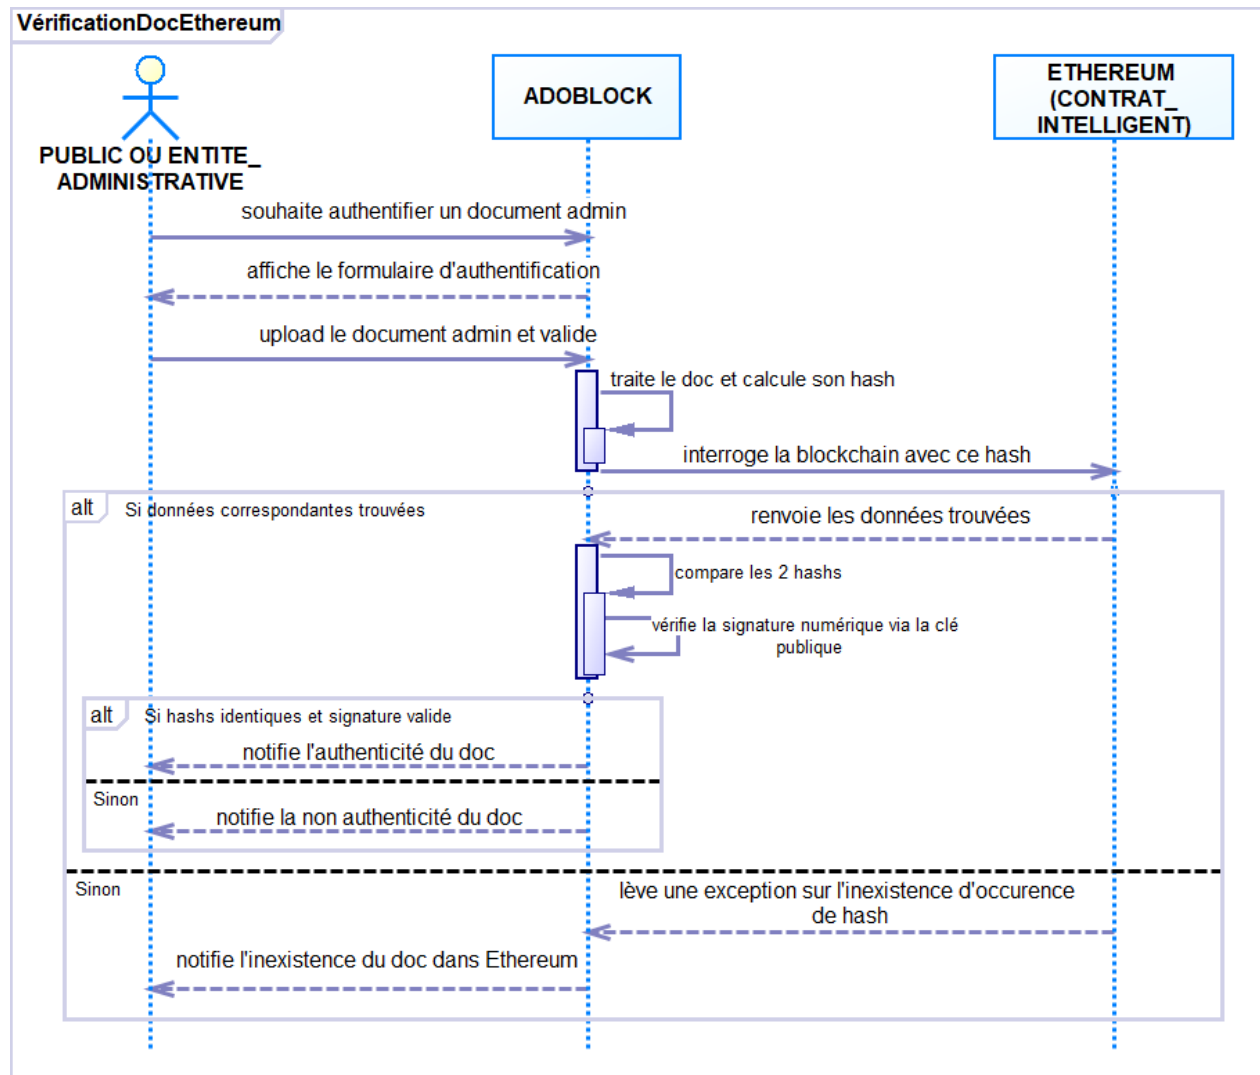 VérificationDocEthereum
PUBLIC OU ENTITE_
ADMINISTRATIVE
ADOBLOCK
ETHEREUM
(CONTRAT_
INTELLIGENT)
souhaite authentifier un document admin
affiche le formulaire d'authentification
upload le document admin et valide
traite le doc et calcule son hash
interroge la blockchain avec ce hash
alt
Si données correspondantes trouvées
renvoie les données trouvées
compare les 2 hashs
vérifie la signature numérique via la clé
publique
alt
Si hashs identiques et signature valide
notifie l'authenticité du doc
Sinon
notifie la non authenticité du doc
Sinon
lève une exception sur l'inexistence d'occurence
de hash
notifie l'inexistence du doc dans Ethereum